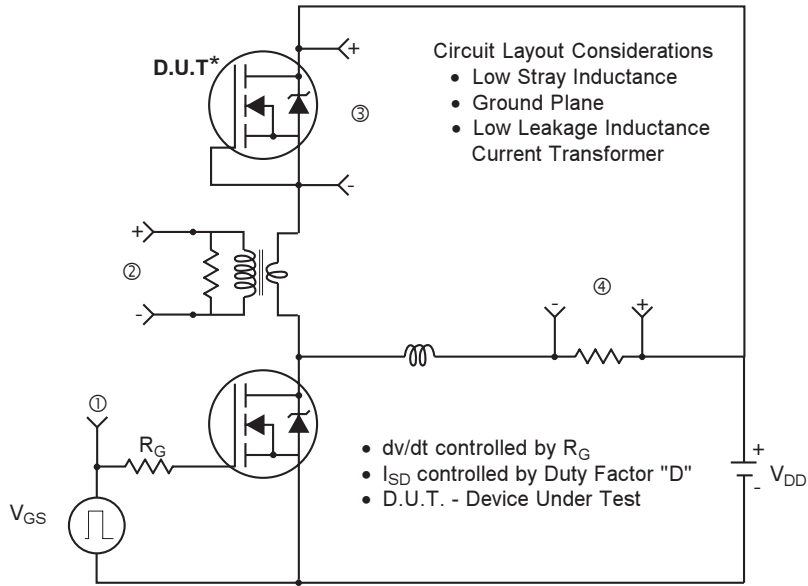 D.U.T*
+
-
③
Circuit Layout Considerations
• Low Stray Inductance
• Ground Plane
• Low Leakage Inductance
Current Transformer
+
②
-
④
-
+
①
RG
VGS
• dv/dt controlled by RG
• ISD controlled by Duty Factor "D"
• D.U.T. - Device Under Test
+
-
VDD